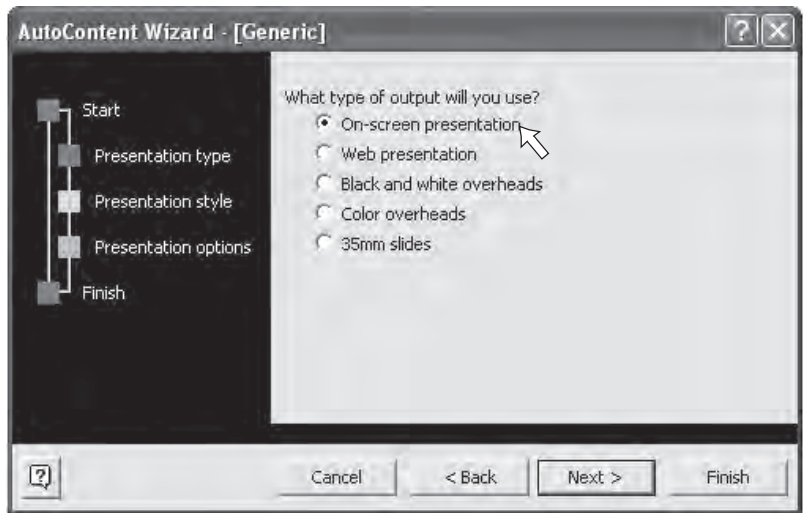 AutoContent Wizard - [Generic]
Start
Presentation type
Presentation style
Presentation options
Finish
What type of output will you use?
On-screen presentation
Web presentation
Black and white overheads
Color overheads
35mm slides
Cancel
< Back
Next >
Finish